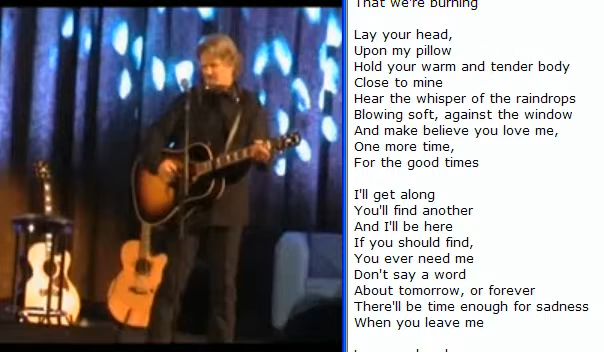 That we're burning
Lay your head,
Upon my pillow
Hold your warm and tender body
Close to mine
Hear the whisper of the raindrops
Blowing soft, against the window
And make believe you love me,
One more time,
For the good times
I'll get along
You'll find another
And I'll be here
If you should find,
You ever need me
Don't say a word
About tomorrow, or forever
There'll be time enough for sadness
When you leave me